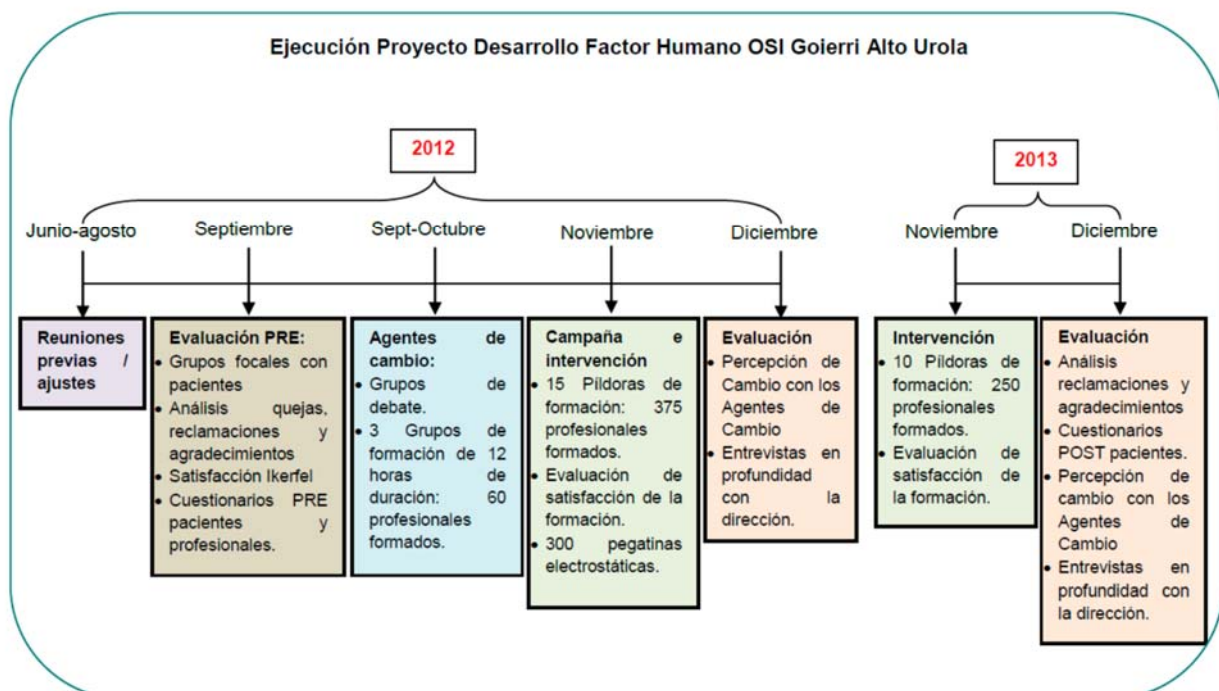 Ejecución Proyecto Desarrollo Factor Humano OSI Goierri Alto Urola
2012
2013
Junio-agosto
Septiembre
Sept-Octubre
Noviembre
Diciembre
Noviembre
Diciembre
Reuniones
previas /
ajustes
Evaluación PRE:
• Grupos focales con
pacientes
• Análisis quejas,
reclamaciones y
agradecimientos
• Satisfacción Ikerfel
• Cuestionarios PRE
pacientes y
profesionales.
Agentes de
cambio:
• Grupos de
debate.
• 3 Grupos de
formación de 12
horas de
duración: 60
profesionales
formados.
Campaña e
intervención
• 15 Píldoras de
formación: 375
profesionales
formados.
• Evaluación de
satisfacción de la
formación.
• 300 pegatinas
electrostáticas.
Evaluación
• Percepción de
Cambio con los
Agentes de
Cambio
• Entrevistas en
profundidad
con la
dirección.
Intervención
• 10 Píldoras de
formación: 250
profesionales
formados.
• Evaluación de
satisfacción de
la formación.
Evaluación
• Análisis
reclamaciones y
agradecimientos
• Cuestionarios
POST pacientes.
• Percepción de
cambio con los
Agentes de
Cambio
• Entrevistas en
profundidad con
la dirección.